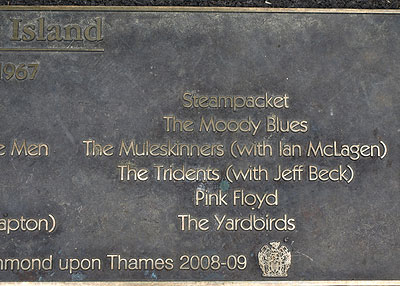 Island
1967
Steampacket
The Moody Blues
e Men The Muleskinners (with Ian McLagen)
The Tridents (with Jeff Beck)
Pink Floyd
apton) The Yardbirds
mond upon Thames 2008-09